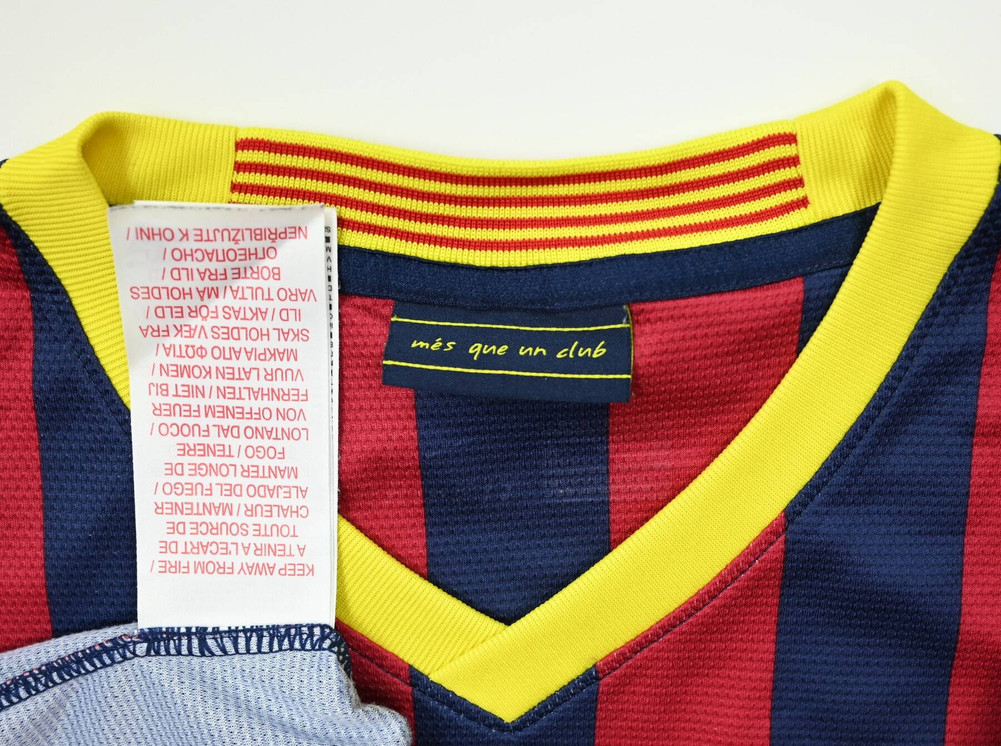 més que un club
KEEP AWAY FROM FIRE /
A TENIR A L'ECART DE
TOUTE SOURCE DE
CHALEUR / MANTENER
ALEJADO DEL FUEGO /
MANTER LONGE DE
FOGO / TENERE
LONTANO DAL FUOCO /
VON OFFENEM FEUER
FERNHALTEN / NIET BIJ
VUUR LATEN KOMEN /
ΜΑΚΡΙΑ ΑΠΟ ΦΩΤΙΑ /
SKAL HOLDES VÆK FRA
ILD / AKTAS FÖR ELD /
VARO TULTA / MÅ HOLDES
BORTE FRA ILD /
ОГНЕОПАСНО /
NEPŘIBLIŽUJTE K OHNI /